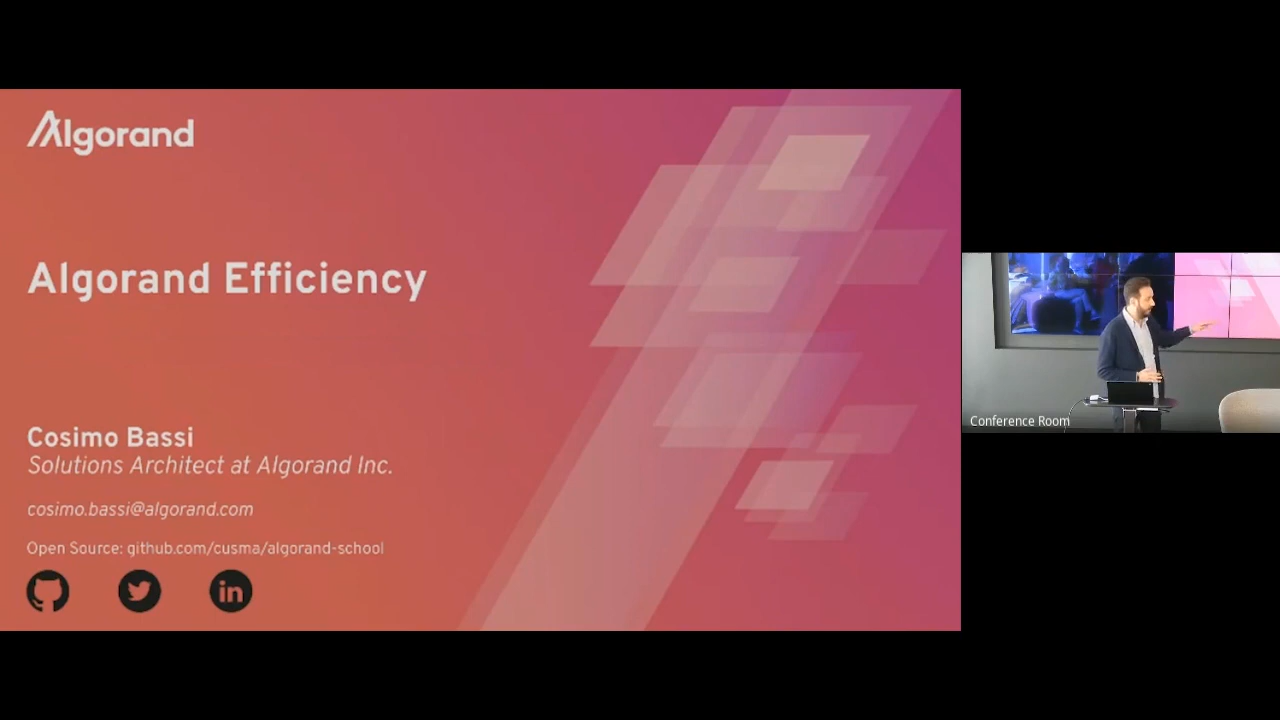 Algorand
Algorand Efficiency
Cosimo Bassi
Solutions Architect at Algorand Inc.
cosimo.bassi@algorand.com
Open Source: github.com/cusma/algorand-school
in
Conference Room